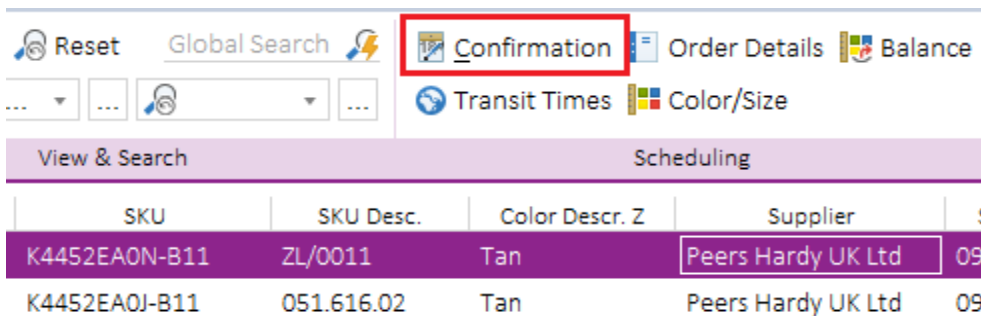 Reset Global Search Confirmation Order Details Balance
... ... ... Transit Times Color/Size
View & Search Scheduling
SKU SKU Desc. Color Descr. Z Supplier
K4452EA0N-B11 ZL/0011 Tan Peers Hardy UK Ltd 09
K4452EA0J-B11 051.616.02 Tan Peers Hardy UK Ltd 09